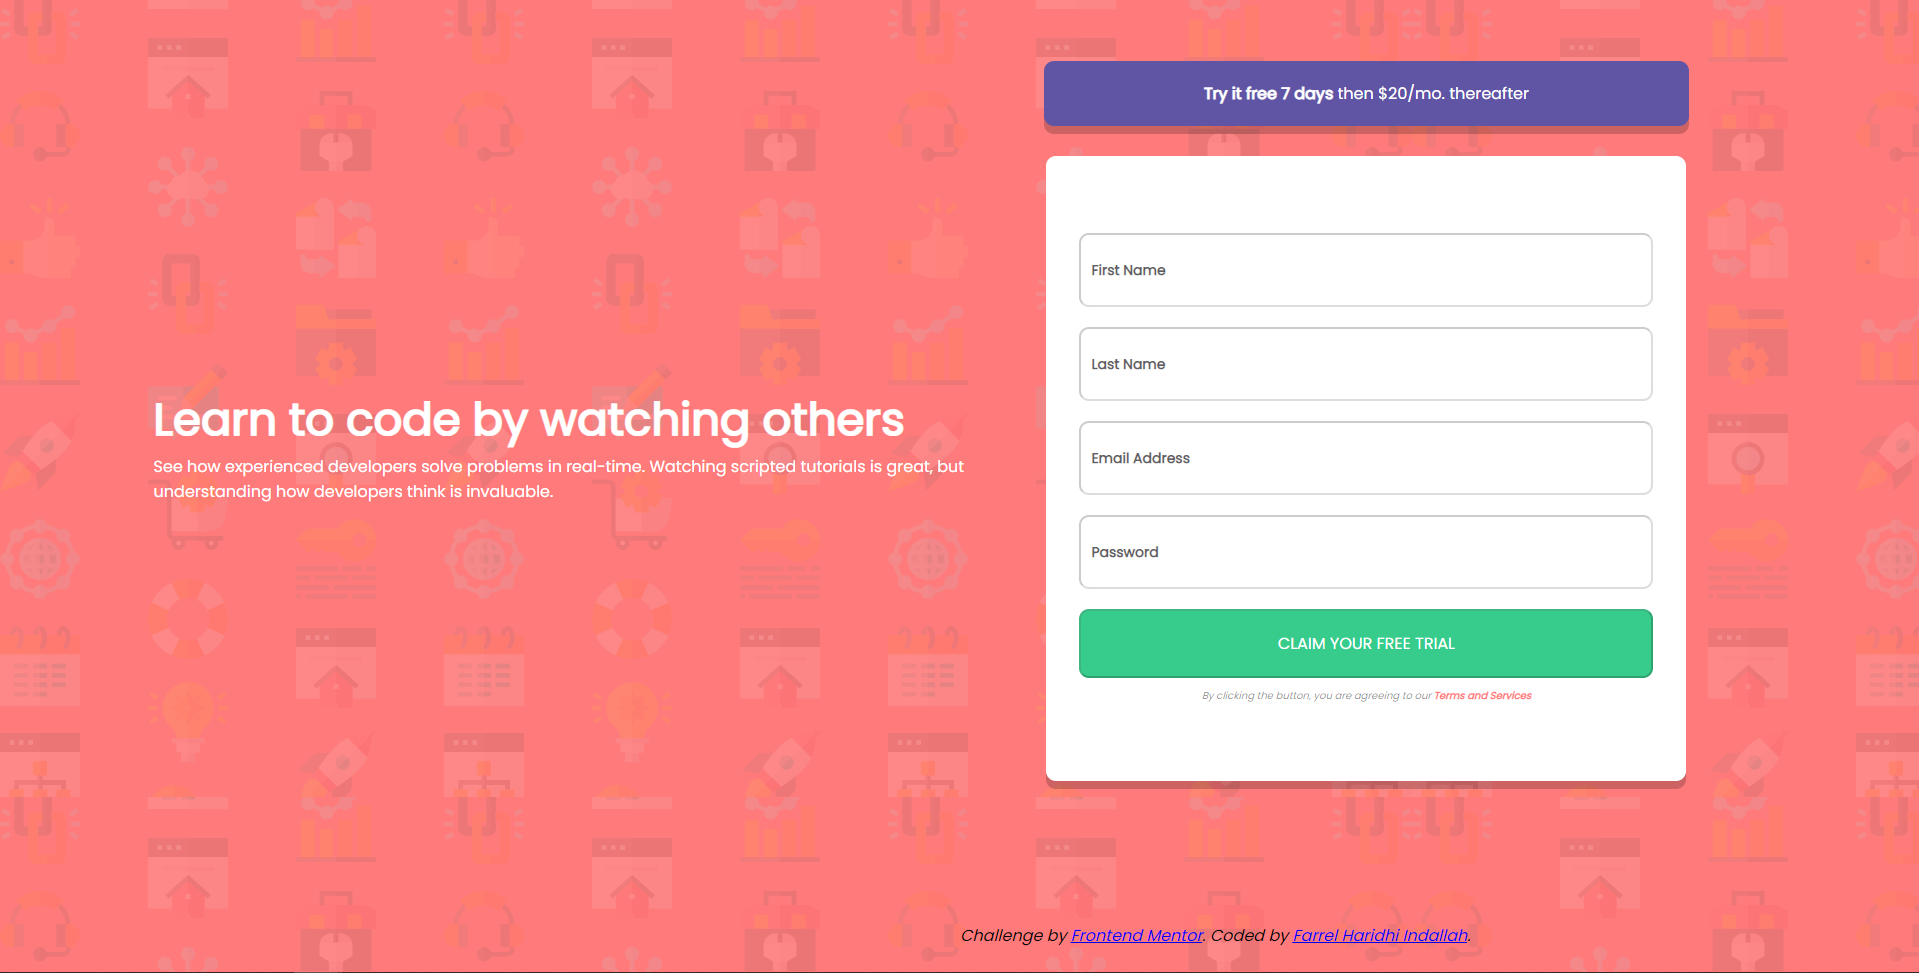 Try it free 7 days then $20/mo. thereafter
Learn to code by watching others
See how experienced developers solve problems in real-time. Watching scripted tutorials is great, but
understanding how developers think is invaluable.
First Name
Last Name
Email Address
Password
CLAIM YOUR FREE TRIAL
By clicking the button, you are agreeing to our Terms and Services
Challenge by Frontend Mentor. Coded by Farrel Haridhi Indallah.